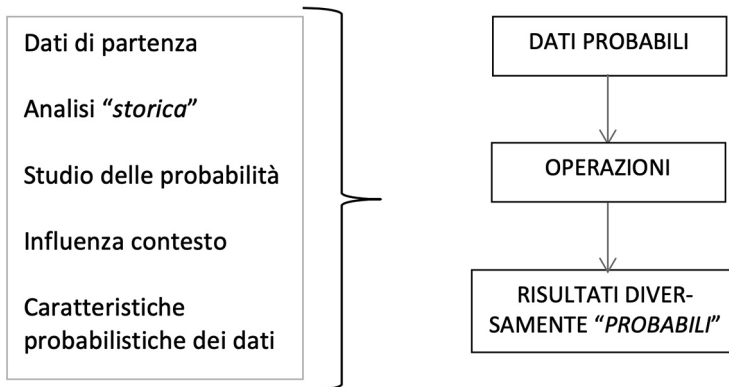 Dati di partenza
Analisi “storica”
Studio delle probabilità
Influenza contesto
Caratteristiche
probabilistiche dei dati
DATI PROBABILI
OPERAZIONI
RISULTATI DIVER-
SAMENTE “PROBABILI”